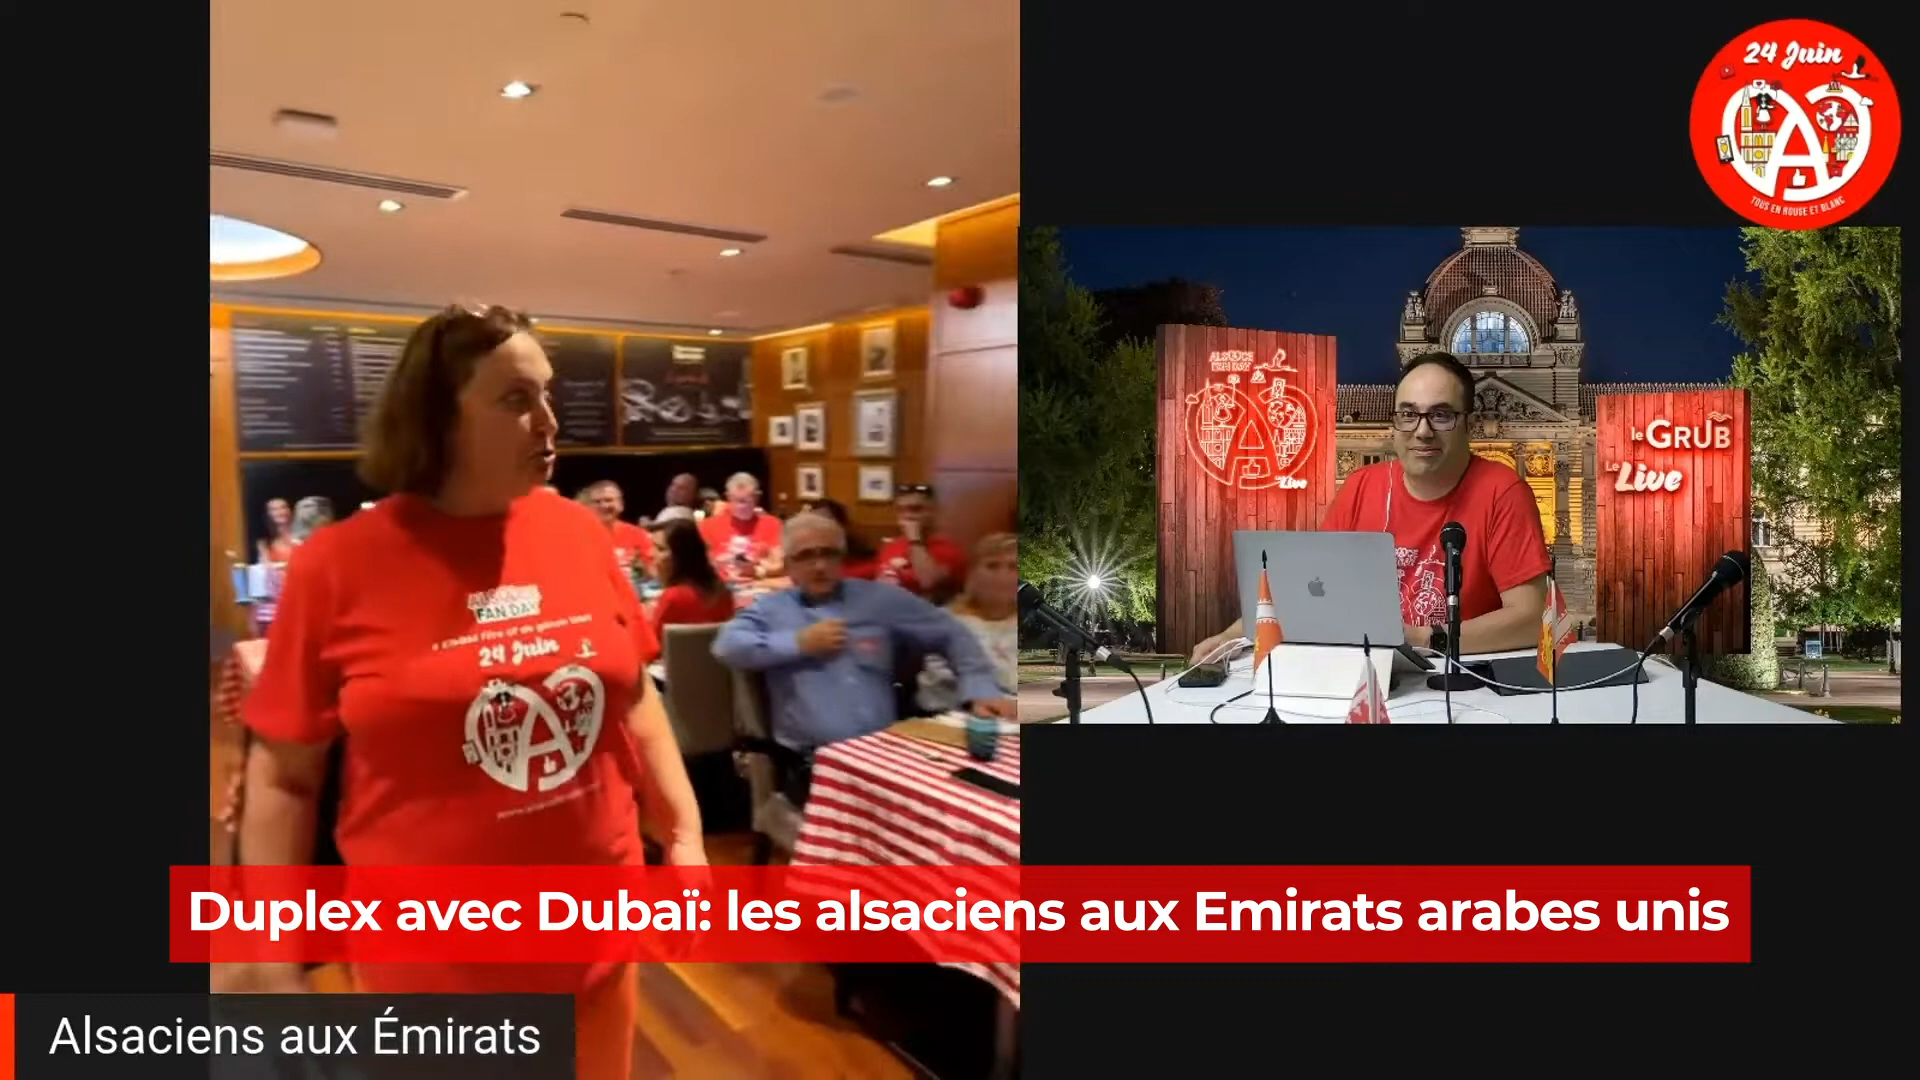 24 Juin
TOUS EN ROUGE ET BLANC
ALSACE
FAN DAY
24 Juin
ALSACE
FAN DAY
Live
le GRUB
Le Live
Duplex avec Dubaï: les alsaciens aux Emirats arabes unis
Alsaciens aux Émirats